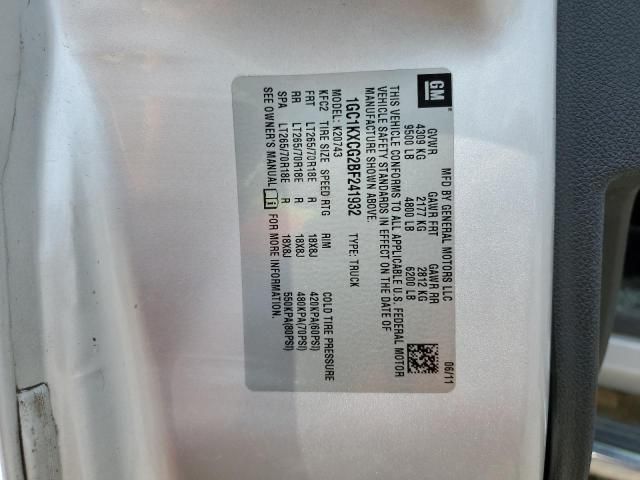 GM
MFD BY GENERAL MOTORS LLC
06/11
GVWR GAWR FRT GAWR RR
4309 KG 2177 KG 2812 KG
9500 LB 4800 LB 6200 LB
THIS VEHICLE CONFORMS TO ALL APPLICABLE U.S. FEDERAL MOTOR
VEHICLE SAFETY STANDARDS IN EFFECT ON THE DATE OF
MANUFACTURE SHOWN ABOVE.
1GC1KXCG2BF241932 TYPE: TRUCK
MODEL: K20743
KFC2 TIRE SIZE SPEED RTG RIM COLD TIRE PRESSURE
FRT LT265/70R18E R 18X8J 420KPA(60PSI)
RR LT265/70R18E R 18X8J 480KPA(70PSI)
SPA LT265/70R18E R 18X8J 550KPA(80PSI)
SEE OWNER'S MANUAL FOR MORE INFORMATION.